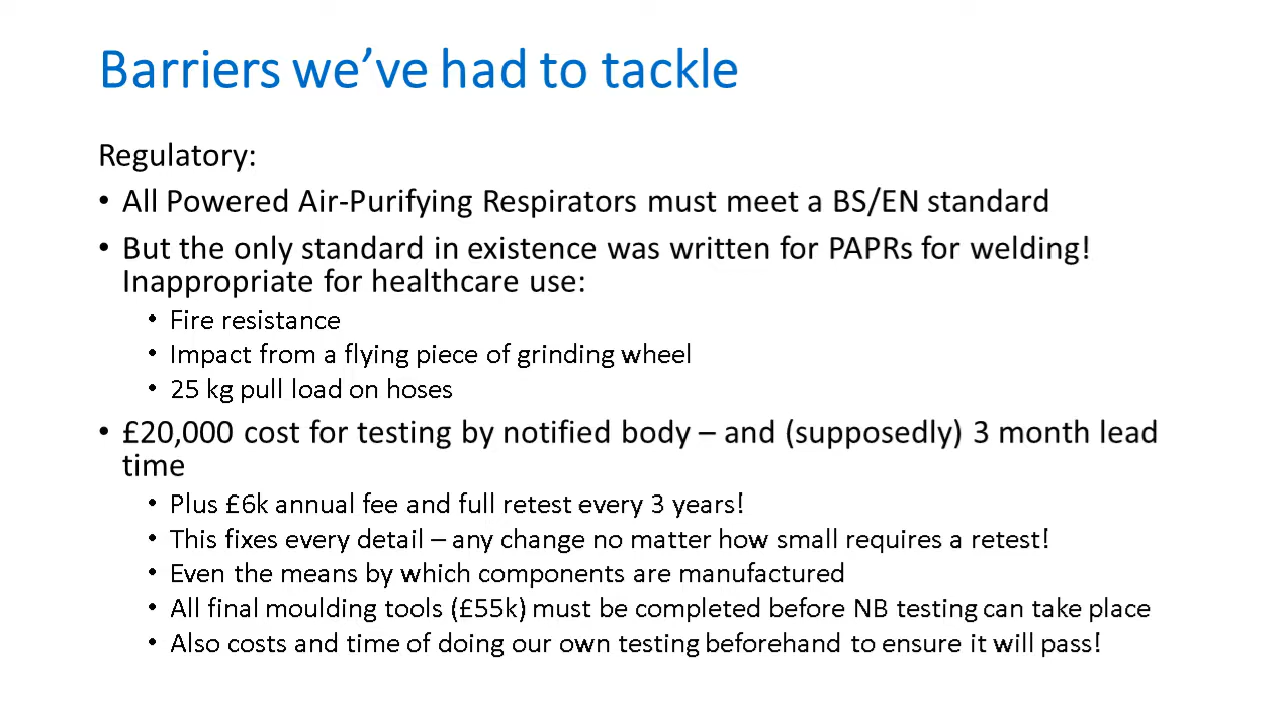 Barriers we’ve had to tackle
Regulatory:
• All Powered Air-Purifying Respirators must meet a BS/EN standard
• But the only standard in existence was written for PAPRs for welding!
Inappropriate for healthcare use:
• Fire resistance
• Impact from a flying piece of grinding wheel
• 25 kg pull load on hoses
• £20,000 cost for testing by notified body – and (supposedly) 3 month lead
time
• Plus £6k annual fee and full retest every 3 years!
• This fixes every detail – any change no matter how small requires a retest!
• Even the means by which components are manufactured
• All final moulding tools (£55k) must be completed before NB testing can take place
• Also costs and time of doing our own testing beforehand to ensure it will pass!